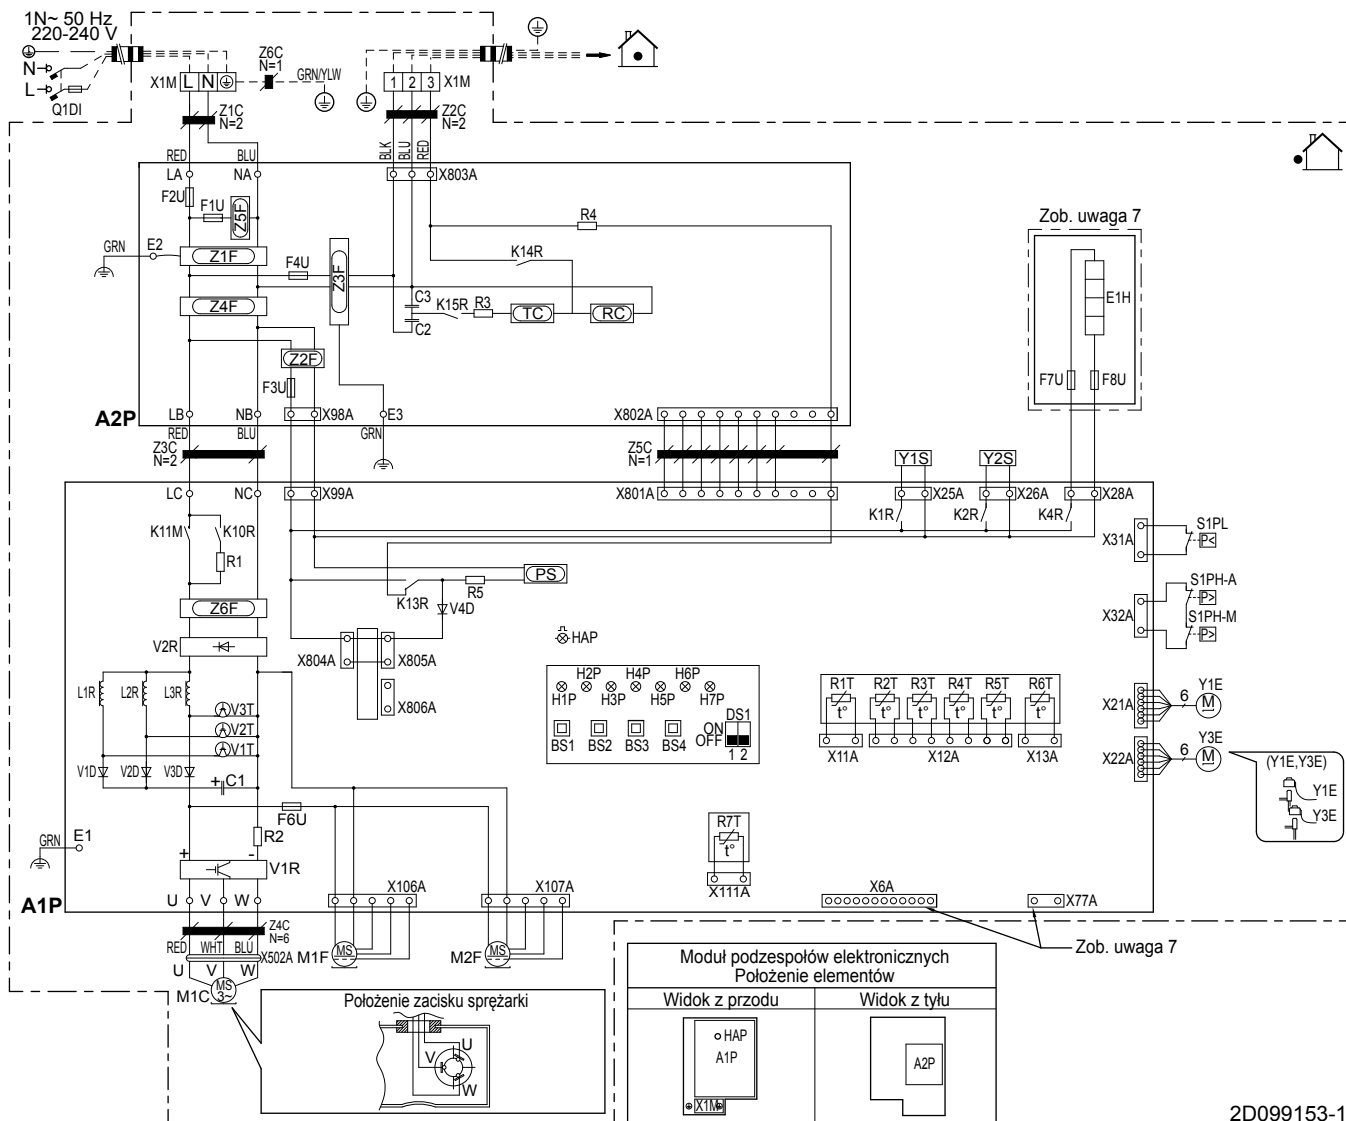 1N~ 50 Hz
220-240 V
N
L
Q1DI
X1M
L N
Z6C
N=1
GRN/YLW
1 2 3
X1M
Z1C
N=2
Z2C
N=2
RED
BLU
BLK
BLU
RED
LA
NA
X803A
F2U
F1U
Z5F
R4
Zob. uwaga 7
GRN
E2
Z1F
F4U
Z3F
K14R
Z4F
C3
K15R
R3
TC
RC
C2
E1H
Z2F
F3U
F7U
F8U
A2P
LB
NB
X98A
E3
X802A
RED
BLU
GRN
Z3C
N=2
Z5C
N=1
Y1S
Y2S
LC
NC
X99A
X801A
X25A
X26A
X28A
K11M
K10R
K1R
K2R
K4R
X31A
S1PL
P<
R1
PS
K13R
R5
V4D
S1PH-A
P>
X32A
S1PH-M
P>
Z6F
HAP
V2R
X804A
X805A
X806A
L1R
L2R
L3R
V3T
V2T
V1T
H1P
H2P
H3P
H4P
H5P
H6P
H7P
DS1
ON
OFF
1 2
BS1
BS2
BS3
BS4
R1T
R2T
R3T
R4T
R5T
R6T
t°
t°
t°
t°
t°
t°
X11A
X12A
X13A
X21A
6
M
Y1E
X22A
6
M
Y3E
(Y1E,Y3E)
Y1E
Y3E
V1D
V2D
V3D
+
C1
F6U
GRN
E1
R2
+
-
V1R
R7T
t°
X111A
X106A
X107A
X6A
X77A
A1P
U
V
W
Z4C
N=6
RED
WHT
BLU
X502A
M1F
MS
M2F
MS
Zob. uwaga 7
U
V
W
M1C
MS
3~
Położenie zacisku sprężarki
U
V
W
Moduł podzespołów elektronicznych
Położenie elementów
Widok z przodu
Widok z tyłu
HAP
A1P
X1M
A2P
2D099153-1